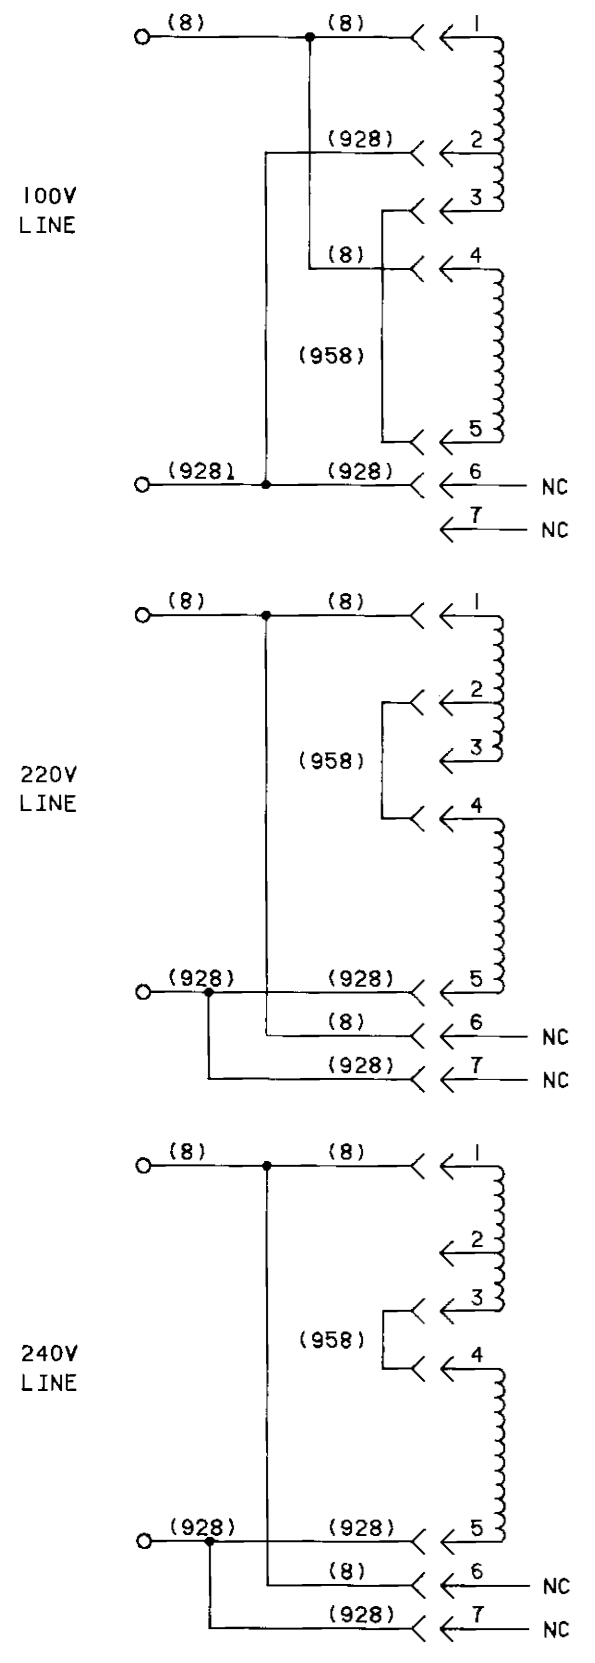 (8) (8) 1
(928) 2
100V
LINE
3
(8) 4
(958)
5
(928) (928) 6 NC
7 NC
(8) (8) 1
2
(958) 3
220V
LINE
4
(928) (928) 5
(8) 6 NC
(928) 7 NC
(8) (8) 1
2
3
(958)
240V
LINE
4
(928) (928) 5
(8) 6 NC
(928) 7 NC